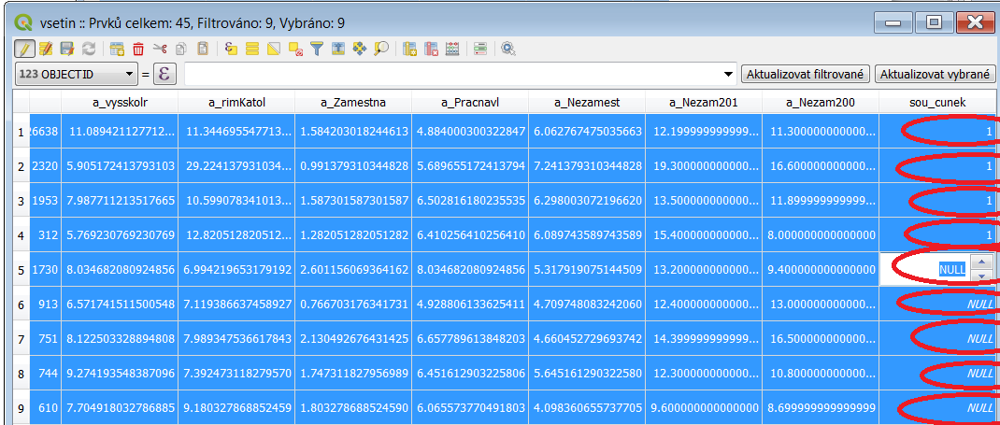 vsetin :: Prvků celkem: 45, Filtrováno: 9, Vybráno: 9
123 OBJECTID = ε Aktualizovat filtrované Aktualizovat vybrané
a_vysskolr a_rimKatol a_Zamestna a_Pracnavl a_Nezamest a_Nezam201 a_Nezam200 sou_cunek
1 26638 11.089421127712... 11.344695547713... 1.584203018244613 4.884000300322847 6.062767475035663 12.199999999999... 11.300000000000... 1
2 2320 5.905172413793103 29.224137931034... 0.991379310344828 5.689655172413794 7.241379310344828 19.300000000000... 16.600000000000... 1
3 1953 7.987711213517665 10.599078341013... 1.587301587301587 6.502816180235535 6.298003072196620 13.500000000000... 11.899999999999... 1
4 312 5.769230769230769 12.820512820512... 1.282051282051282 6.410256410256410 6.089743589743589 15.400000000000... 8.000000000000000 1
5 1730 8.034682080924856 6.994219653179192 2.601156069364162 8.034682080924856 5.317919075144509 13.200000000000... 9.400000000000000 NULL
6 913 6.571741511500548 7.119386637458927 0.766703176341731 4.928806133625411 4.709748083242060 12.400000000000... 13.000000000000... NULL
7 751 8.122503328894808 7.989347536617843 2.130492676431425 6.657789613848203 4.660452729693742 14.399999999999... 16.500000000000... NULL
8 744 9.274193548387096 7.392473118279570 1.747311827956989 6.451612903225806 5.645161290322580 12.300000000000... 10.800000000000... NULL
9 610 7.704918032786885 9.180327868852459 1.803278688524590 6.065573770491803 4.098360655737705 9.600000000000000 8.699999999999999 NULL